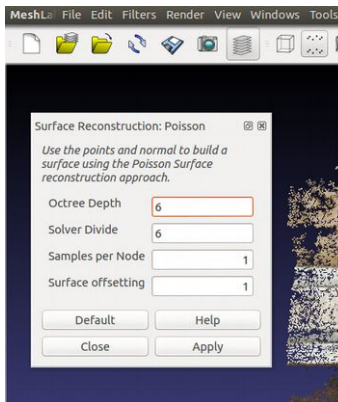 MeshLa File Edit Filters Render View Windows Tools
Surface Reconstruction: Poisson
Use the points and normal to build a
surface using the Poisson Surface
reconstruction approach.
Octree Depth 6
Solver Divide 6
Samples per Node 1
Surface offsetting 1
Default Help
Close Apply